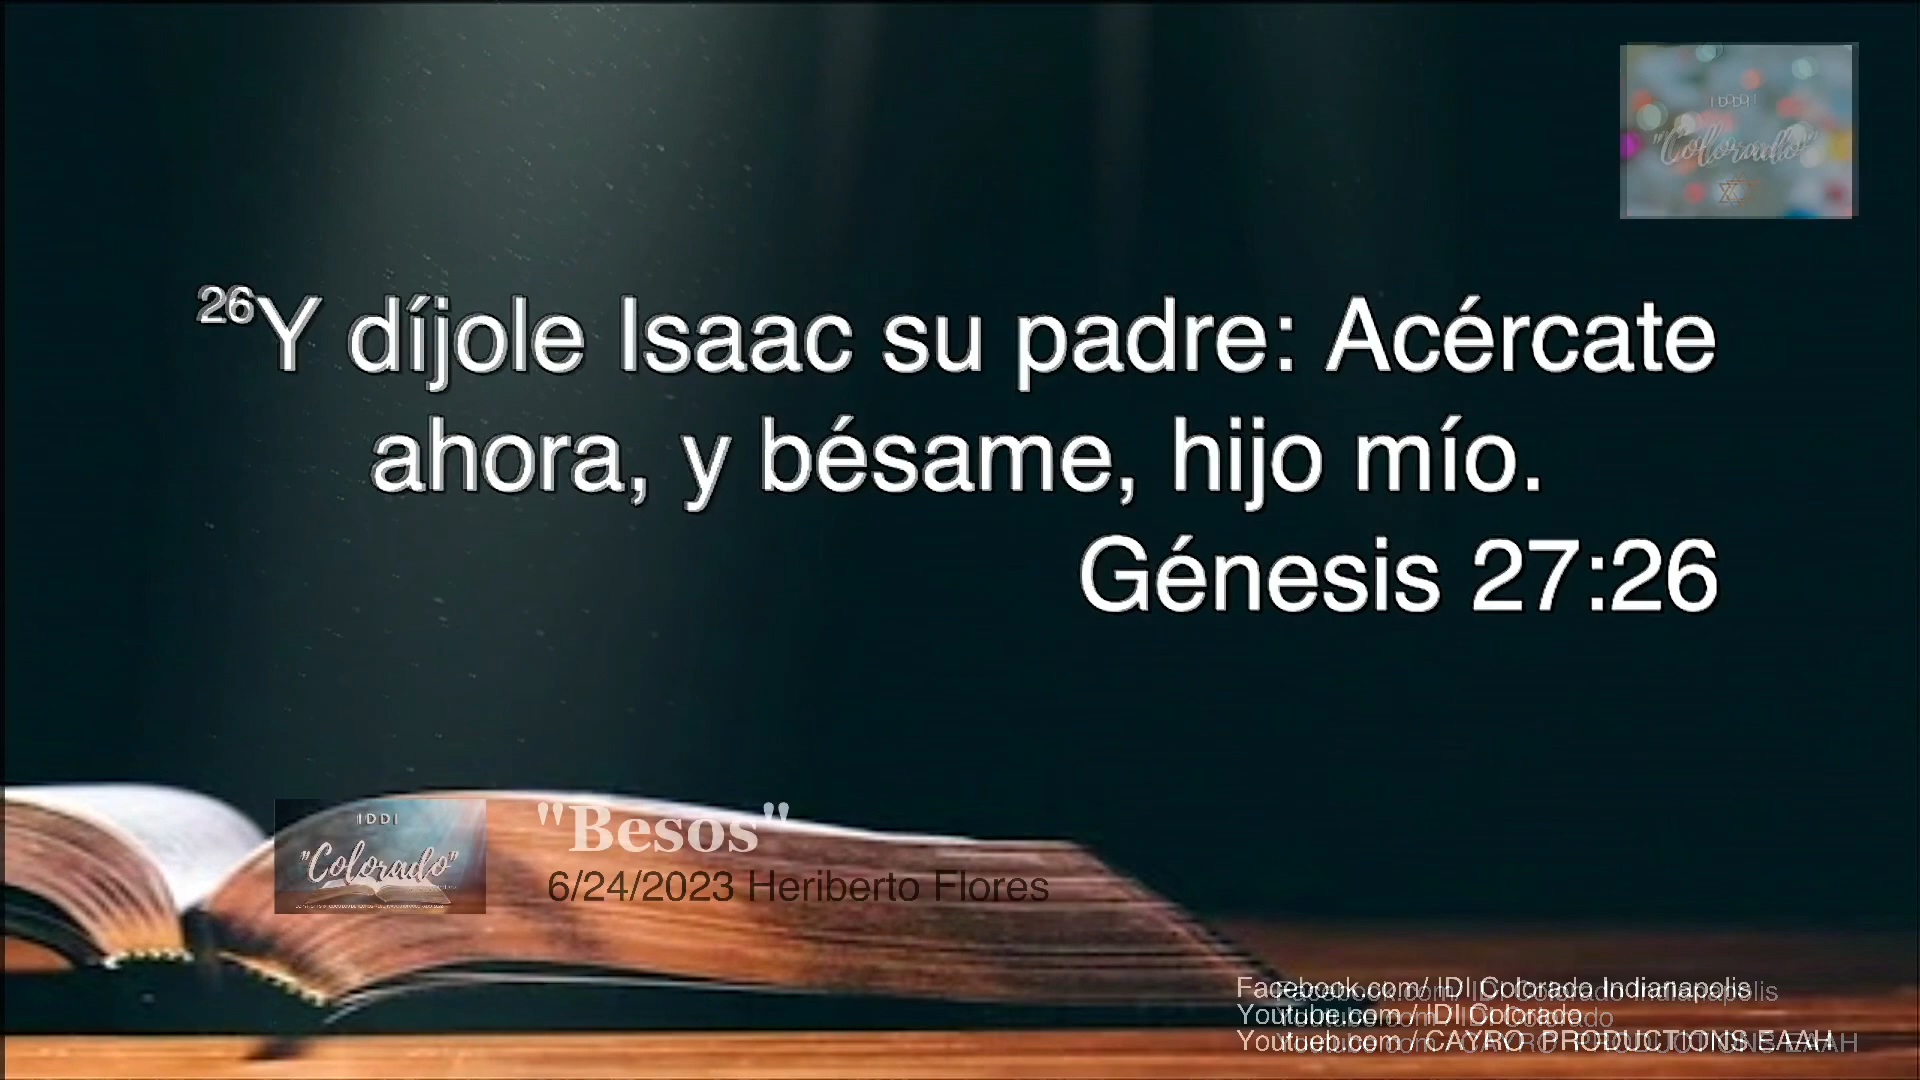 IDDI
"Colorado"
26Y díjole Isaac su padre: Acércate
ahora, y bésame, hijo mío.
Génesis 27:26
IDDI
"Colorado"
"Besos"
6/24/2023 Heriberto Flores
Facebook.com/ IDI Colorado Indianapolis
Youtube.com / IDI Colorado
Youtueb.com / CAYRO PRODUCTIONS EAAH